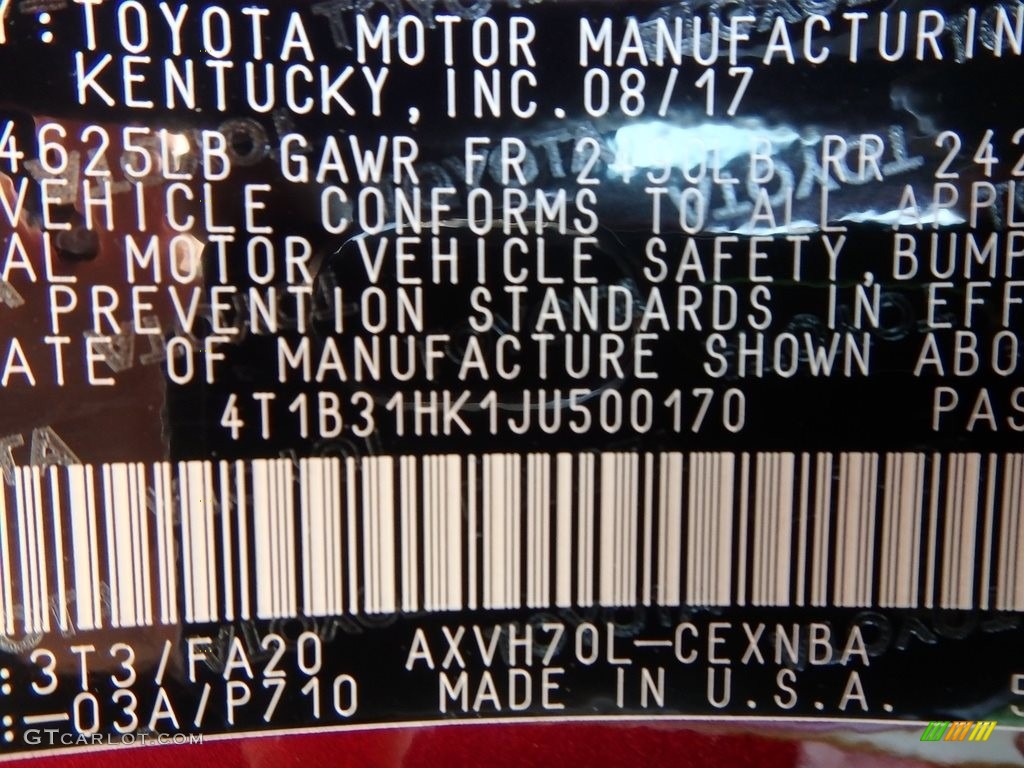 Y: TOYOTA MOTOR MANUFACTURIN
KENTUCKY, INC. 08/17
4625LB GAWR FR 2490LB RR 242
VEHICLE CONFORMS TO ALL APPL
AL MOTOR VEHICLE SAFETY, BUMP
PREVENTION STANDARDS IN EFF
ATE OF MANUFACTURE SHOWN ABO
4T1B31HK1JU500170 PAS
:3T3/FA20 AXVH70L-CEXNBA
:-03A/P710 MADE IN U.S.A. 5
GTCARLOT.COM